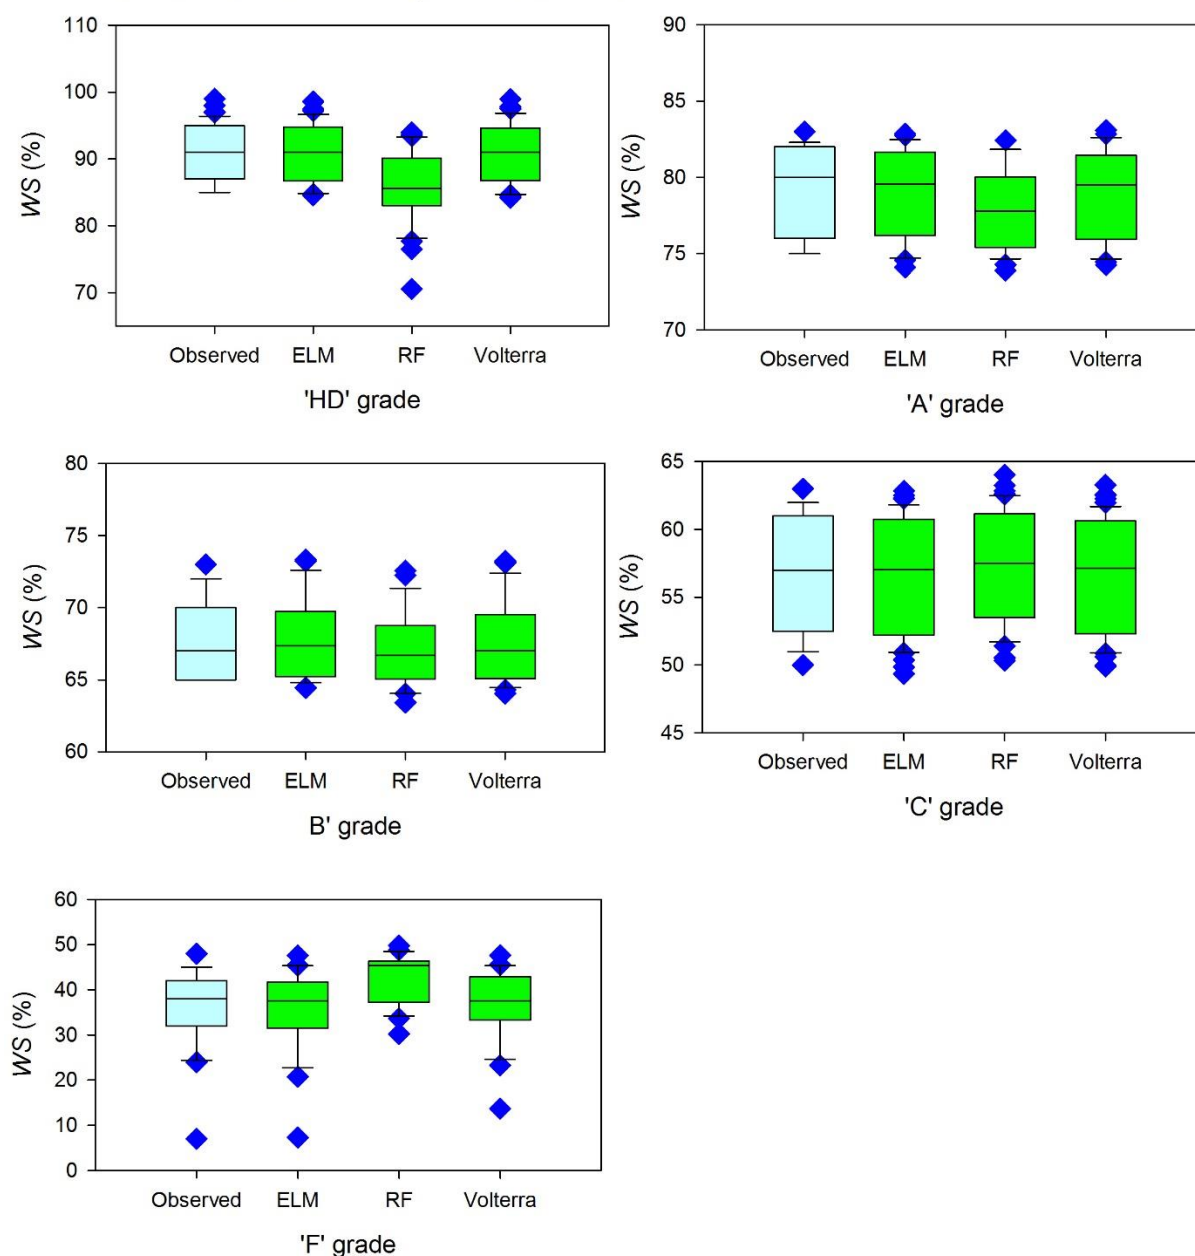 110
100
90
80
70
WS (%)
Observed ELM RF Volterra
'HD' grade
90
85
80
75
70
WS (%)
Observed ELM RF Volterra
'A' grade
80
75
70
65
60
WS (%)
Observed ELM RF Volterra
B' grade
65
60
55
50
45
WS (%)
Observed ELM RF Volterra
'C' grade
60
50
40
30
20
10
0
WS (%)
Observed ELM RF Volterra
'F' grade